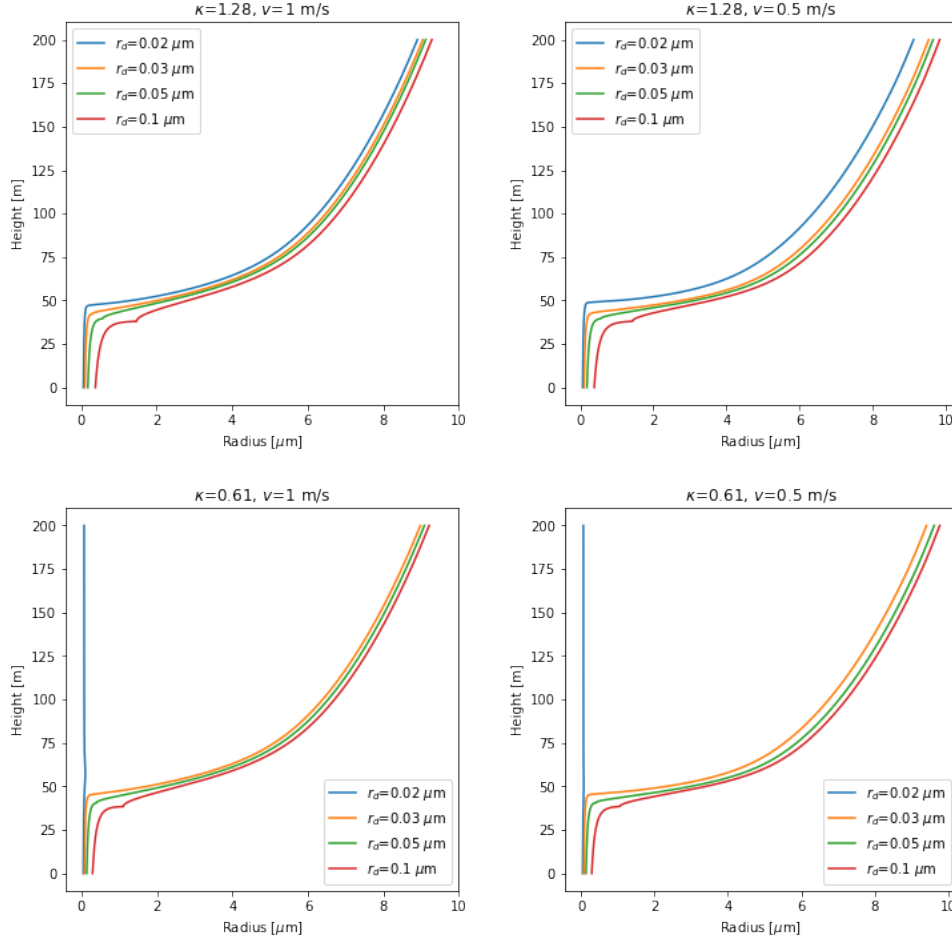 κ=1.28, v=1 m/s
200
175
150
125
100
75
50
25
0
Height [m]
r_d=0.02 μm
r_d=0.03 μm
r_d=0.05 μm
r_d=0.1 μm
0 2 4 6 8 10
Radius [μm]
κ=1.28, v=0.5 m/s
200
175
150
125
100
75
50
25
0
Height [m]
r_d=0.02 μm
r_d=0.03 μm
r_d=0.05 μm
r_d=0.1 μm
0 2 4 6 8 10
Radius [μm]
κ=0.61, v=1 m/s
200
175
150
125
100
75
50
25
0
Height [m]
r_d=0.02 μm
r_d=0.03 μm
r_d=0.05 μm
r_d=0.1 μm
0 2 4 6 8 10
Radius [μm]
κ=0.61, v=0.5 m/s
200
175
150
125
100
75
50
25
0
Height [m]
r_d=0.02 μm
r_d=0.03 μm
r_d=0.05 μm
r_d=0.1 μm
0 2 4 6 8 10
Radius [μm]